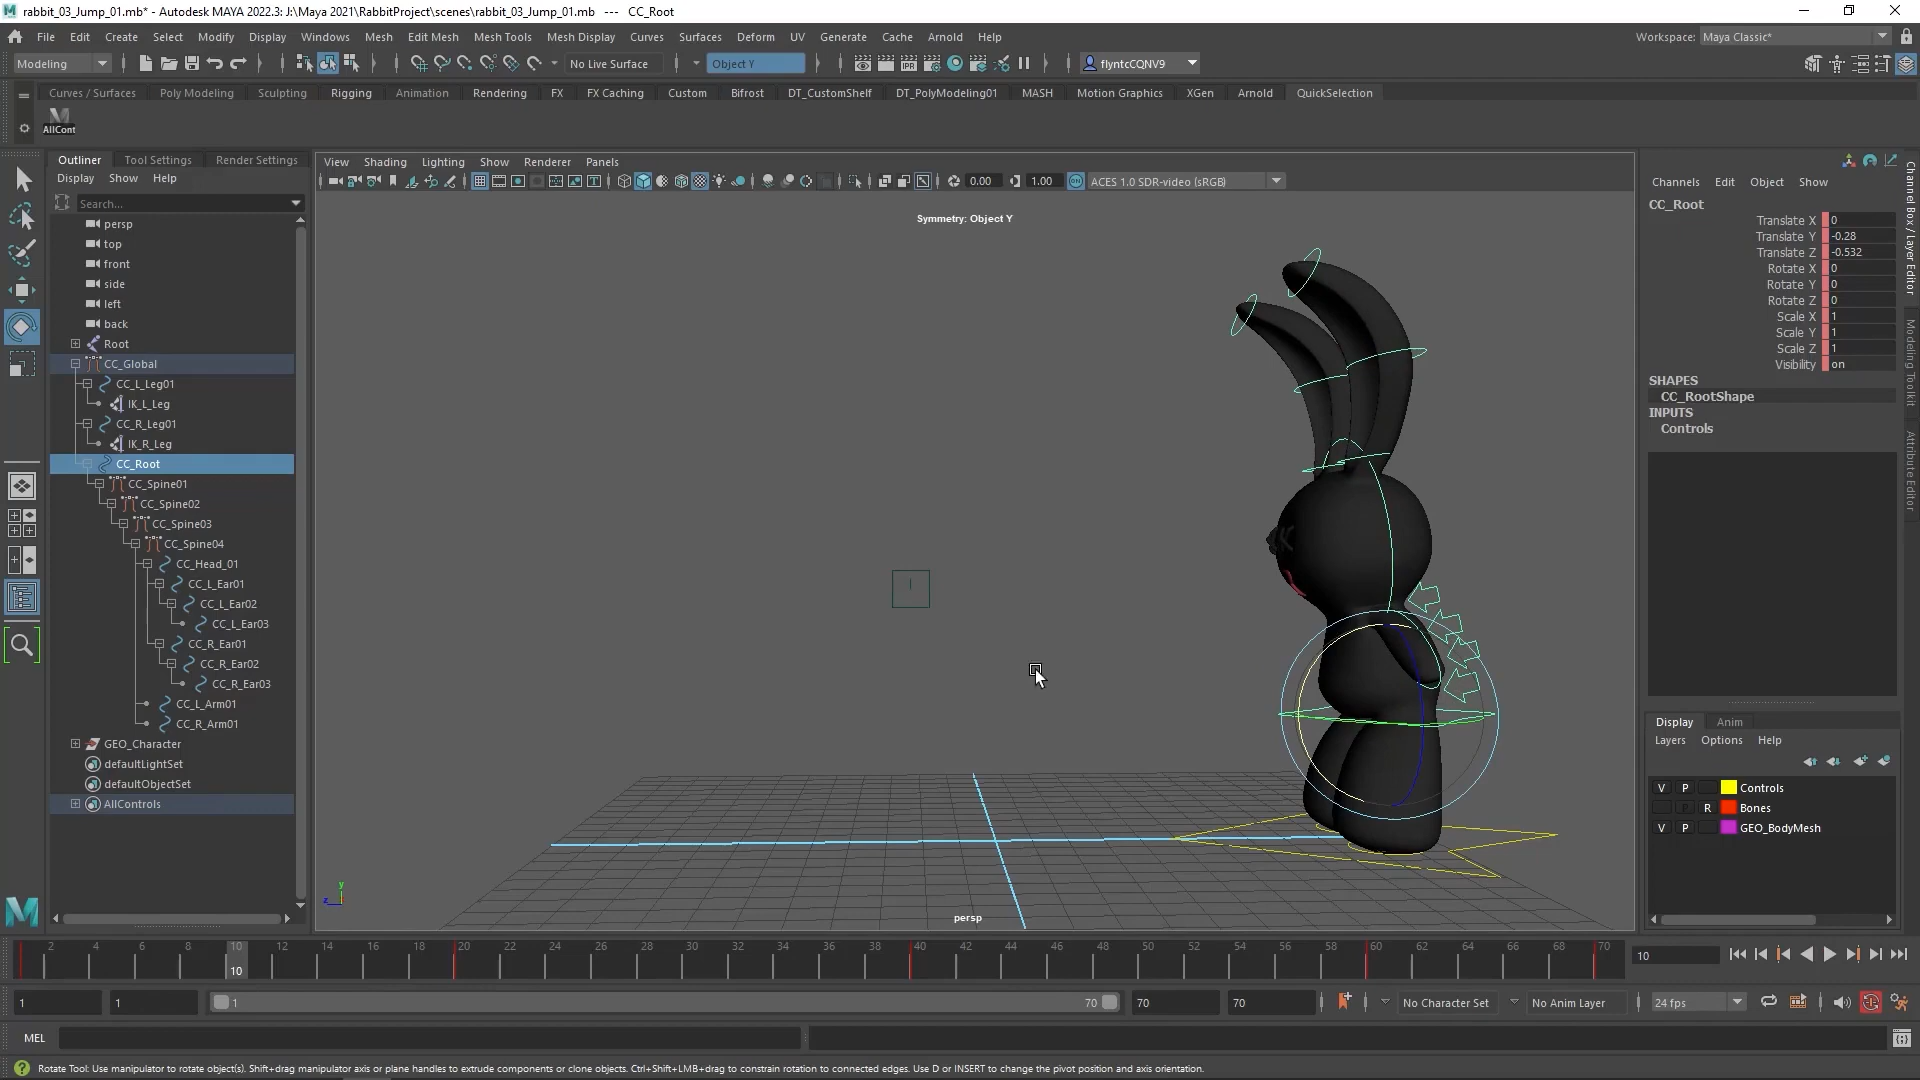 rabbit_03_Jump_01.mb* - Autodesk MAYA 2022.3: J:\Maya 2021\RabbitProject\scenes\rabbit_03_Jump_01.mb --- CC_Root
File Edit Create Select Modify Display Windows Mesh Edit Mesh Mesh Tools Mesh Display Curves Surfaces Deform UV Generate Cache Arnold Help
Workspace: Maya Classic*
Modeling
No Live Surface
Object Y
flyntcCQNV9
Curves / Surfaces Poly Modeling Sculpting Rigging Animation Rendering FX FX Caching Custom Bifrost DT_CustomShelf DT_PolyModeling01 MASH Motion Graphics XGen Arnold QuickSelection
AllCont
Outliner Tool Settings Render Settings
Display Show Help
Search...
persp
top
front
side
left
back
Root
CC_Global
CC_L_Leg01
IK_L_Leg
CC_R_Leg01
IK_R_Leg
CC_Root
CC_Spine01
CC_Spine02
CC_Spine03
CC_Spine04
CC_Head_01
CC_L_Ear01
CC_L_Ear02
CC_L_Ear03
CC_R_Ear01
CC_R_Ear02
CC_R_Ear03
CC_L_Arm01
CC_R_Arm01
GEO_Character
defaultLightSet
defaultObjectSet
AllControls
View Shading Lighting Show Renderer Panels
0.00 1.00 ACES 1.0 SDR-video (sRGB)
Symmetry: Object Y
y
z
persp
Channels Edit Object Show
CC_Root
Translate X 0
Translate Y -0.28
Translate Z -0.532
Rotate X 0
Rotate Y 0
Rotate Z 0
Scale X 1
Scale Y 1
Scale Z 1
Visibility on
SHAPES
CC_RootShape
INPUTS
Controls
Display Anim
Layers Options Help
V P Controls
P R Bones
V P GEO_BodyMesh
Channel Box / Layer Editor
Modeling Toolkit
Attribute Editor
2 4 6 8 10 12 14 16 18 20 22 24 26 28 30 32 34 36 38 40 42 44 46 48 50 52 54 56 58 60 62 64 66 68 70
10
10
1 1 1 70 70 70 No Character Set No Anim Layer 24 fps
MEL
Rotate Tool: Use manipulator to rotate object(s). Shift+drag manipulator axis or plane handles to extrude components or clone objects. Ctrl+Shift+LMB+drag to constrain rotation to connected edges. Use D or INSERT to change the pivot position and axis orientation.